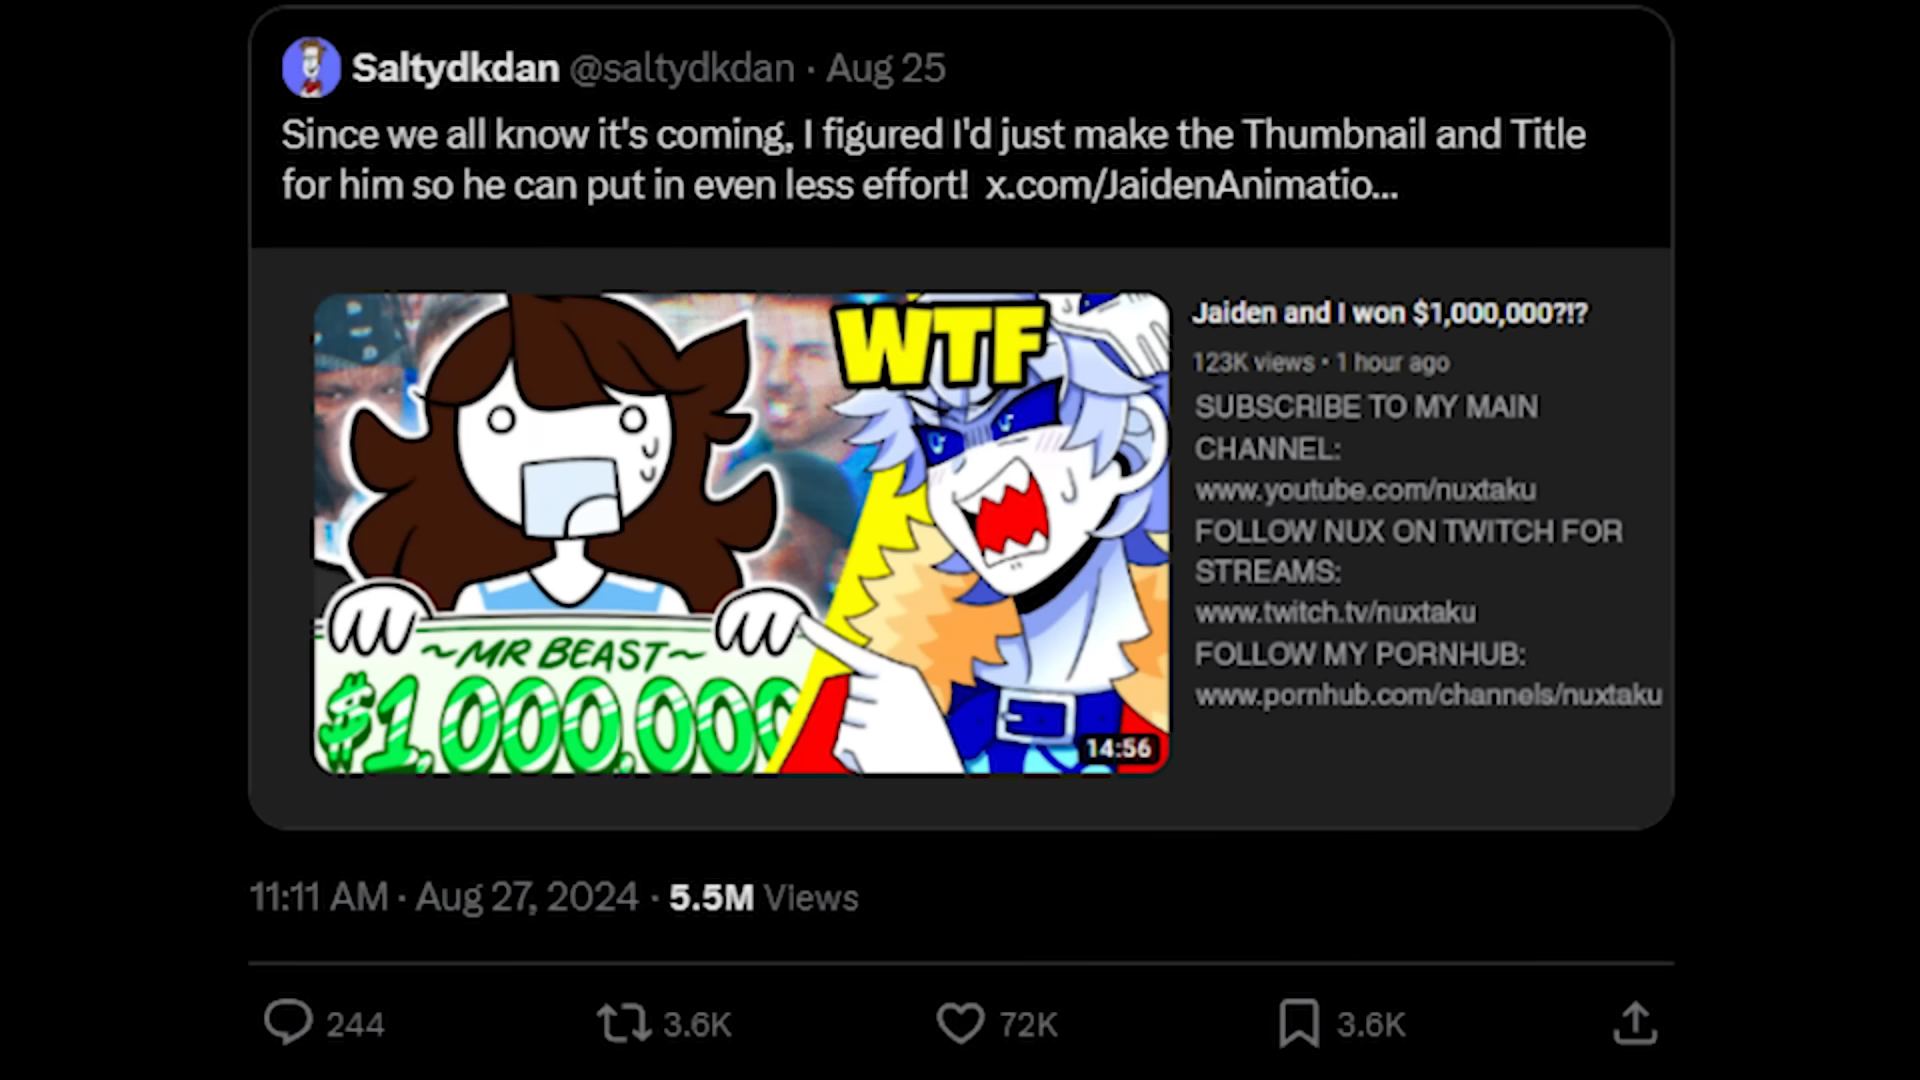 Saltydkdan @saltydkdan · Aug 25
Since we all know it's coming, I figured I'd just make the Thumbnail and Title
for him so he can put in even less effort! x.com/JaidenAnimatio...
WTF
~MR BEAST~
$1,000,000
14:56
Jaiden and I won $1,000,000?!?
123K views • 1 hour ago
SUBSCRIBE TO MY MAIN
CHANNEL:
www.youtube.com/nuxtaku
FOLLOW NUX ON TWITCH FOR
STREAMS:
www.twitch.tv/nuxtaku
FOLLOW MY PORNHUB:
www.pornhub.com/channels/nuxtaku
11:11 AM · Aug 27, 2024 · 5.5M Views
244 3.6K 72K 3.6K